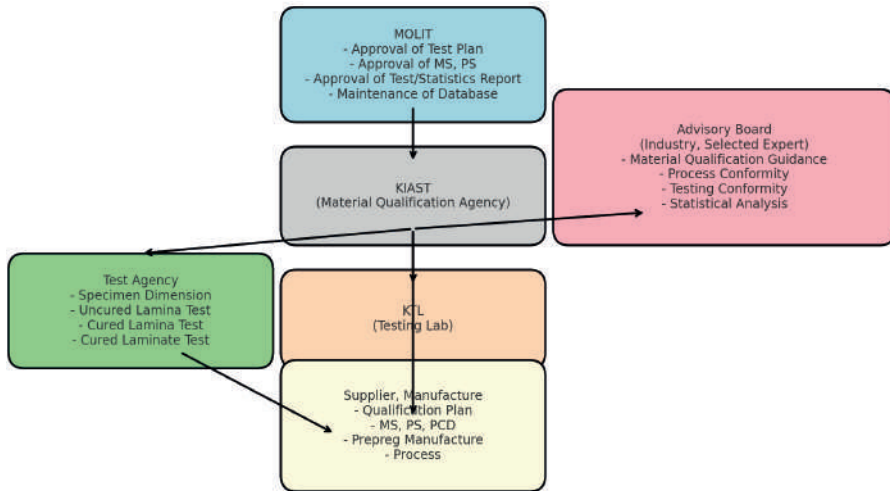 MOLIT
- Approval of Test Plan
- Approval of MS, PS
- Approval of Test/Statistics Report
- Maintenance of Database
Advisory Board
(Industry, Selected Expert)
- Material Qualification Guidance
- Process Conformity
- Testing Conformity
- Statistical Analysis
KIAST
(Material Qualification Agency)
Test Agency
- Specimen Dimension
- Uncured Lamina Test
- Cured Lamina Test
- Cured Laminate Test
KTL
(Testing Lab)
Supplier, Manufacture
- Qualification Plan
- MS, PS, PCD
- Prepreg Manufacture
- Process